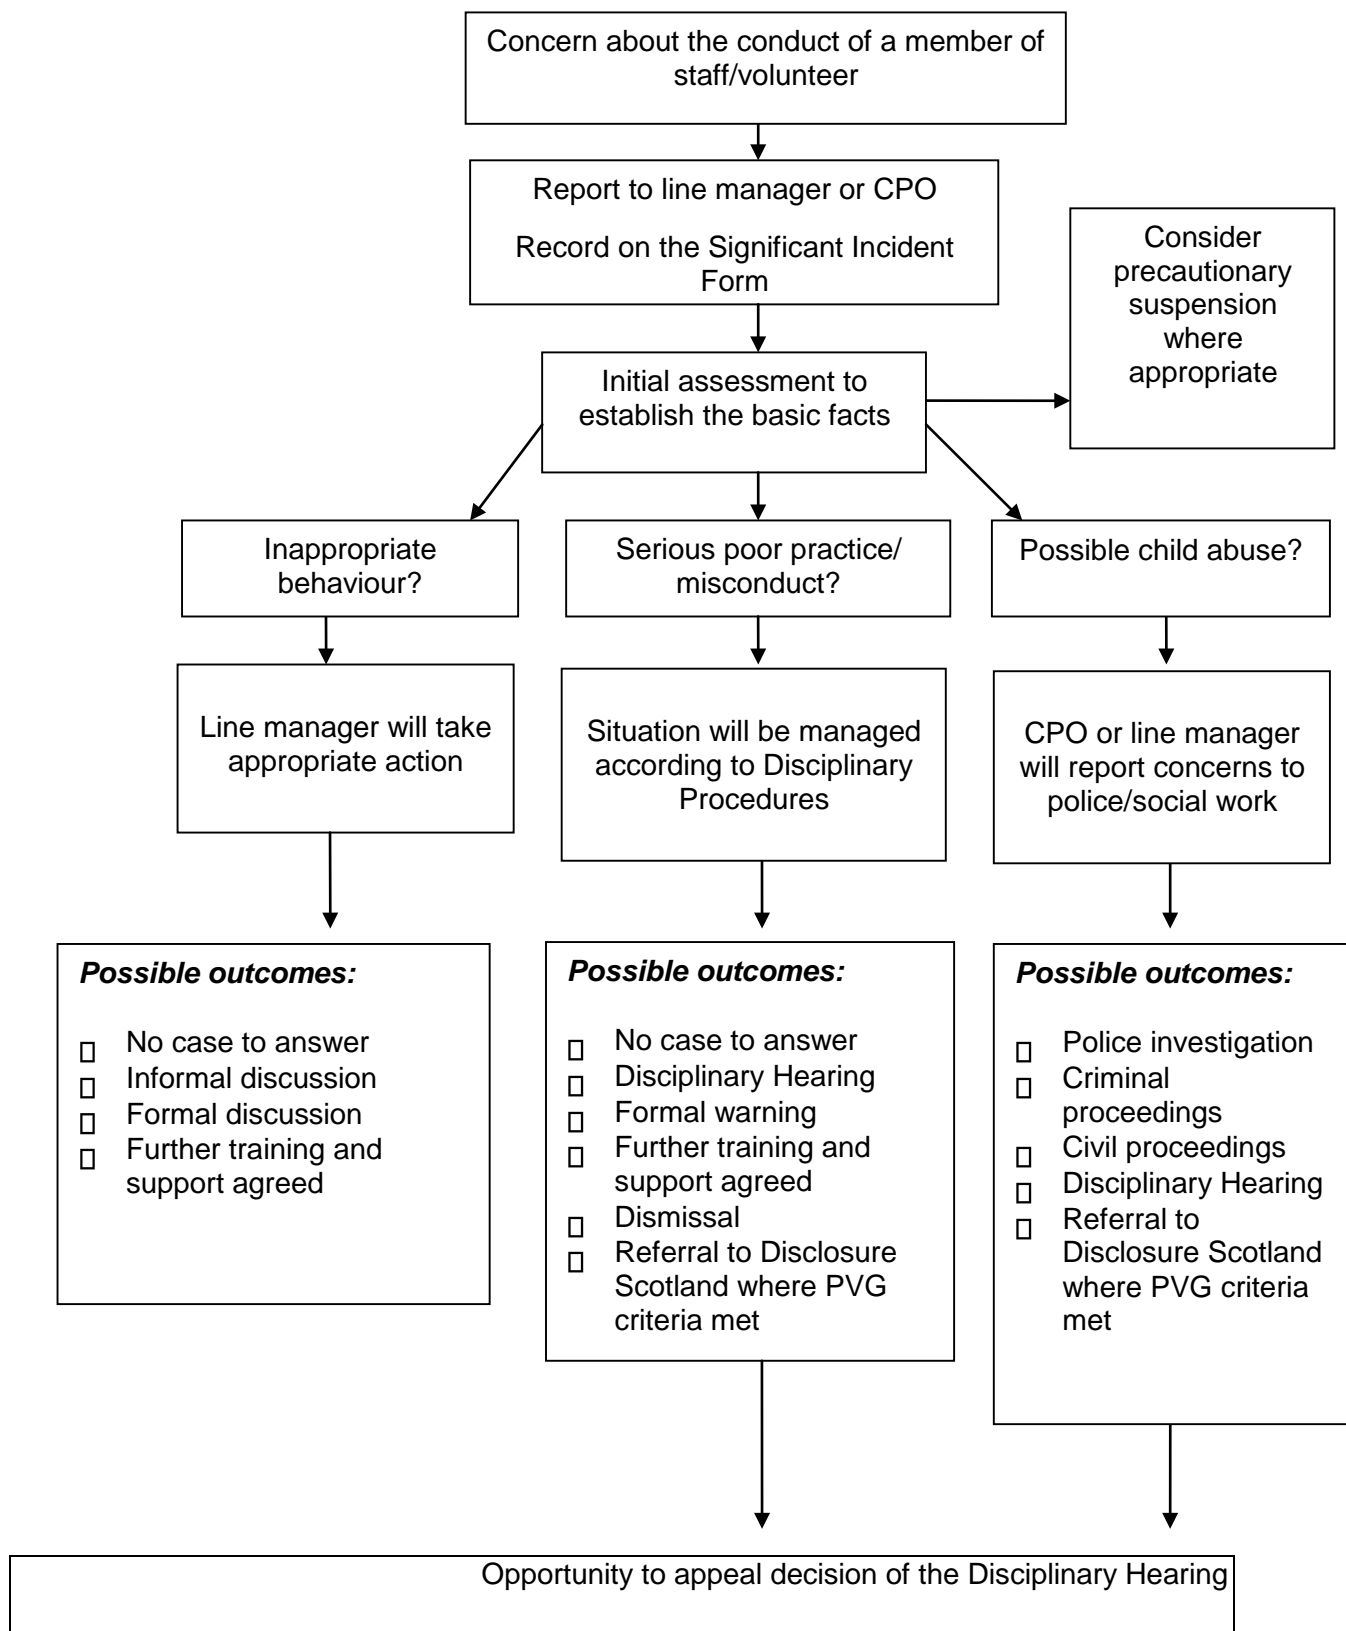 Concern about the conduct of a member of
staff/volunteer
Report to line manager or CPO
Record on the Significant Incident
Form
Consider
precautionary
suspension
where
appropriate
Initial assessment to
establish the basic facts
Inappropriate
behaviour?
Serious poor practice/
misconduct?
Possible child abuse?
Line manager will take
appropriate action
Situation will be managed
according to Disciplinary
Procedures
CPO or line manager
will report concerns to
police/social work
Possible outcomes:
No case to answer
Informal discussion
Formal discussion
Further training and
support agreed
Possible outcomes:
No case to answer
Disciplinary Hearing
Formal warning
Further training and
support agreed
Dismissal
Referral to Disclosure
Scotland where PVG
criteria met
Possible outcomes:
Police investigation
Criminal
proceedings
Civil proceedings
Disciplinary Hearing
Referral to
Disclosure Scotland
where PVG criteria
met
Opportunity to appeal decision of the Disciplinary Hearing